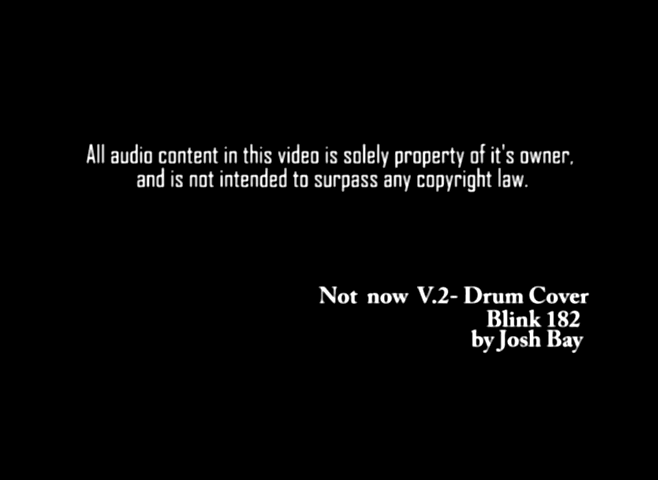 All audio content in this video is solely property of it's owner,
and is not intended to surpass any copyright law.
Not now V.2- Drum Cover
Blink 182
by Josh Bay